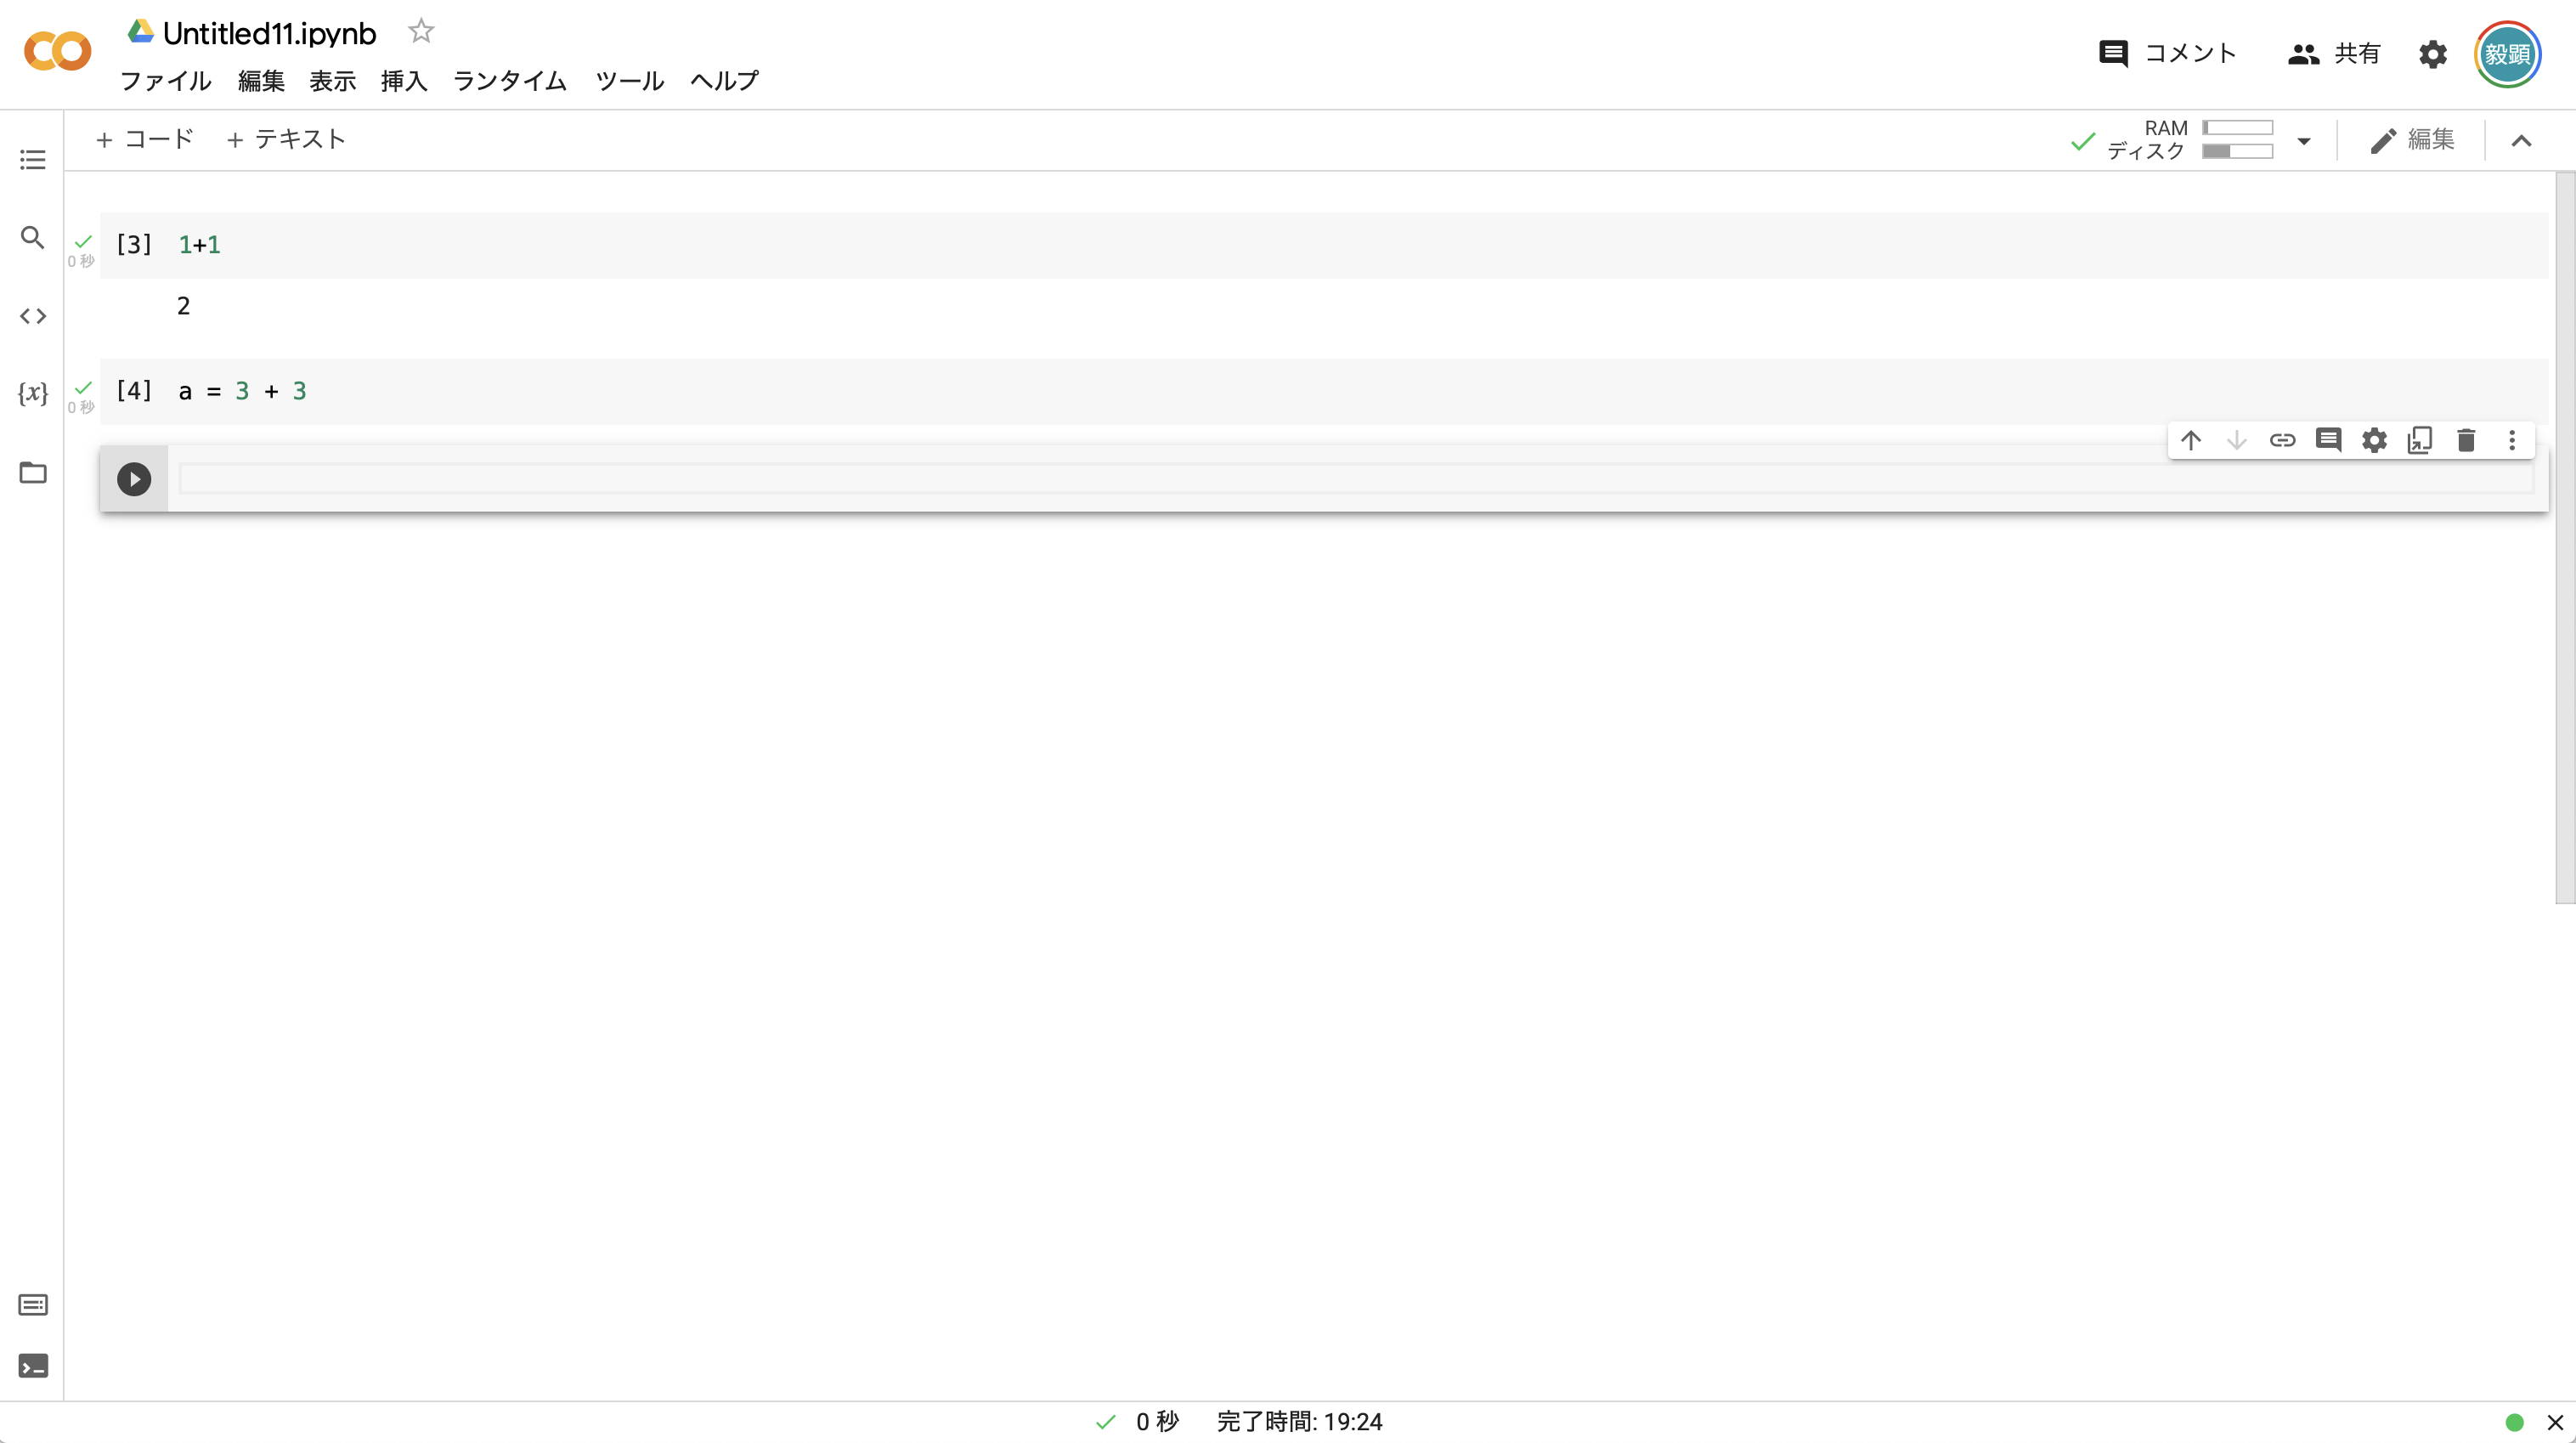 Untitled11.ipynb
ファイル 編集 表示 挿入 ランタイム ツール ヘルプ
コメント 共有 毅顕
+ コード + テキスト
RAM
ディスク
編集
[3] 1+1
0 秒
2
{x}
[4] a = 3 + 3
0 秒
0 秒 完了時間: 19:24